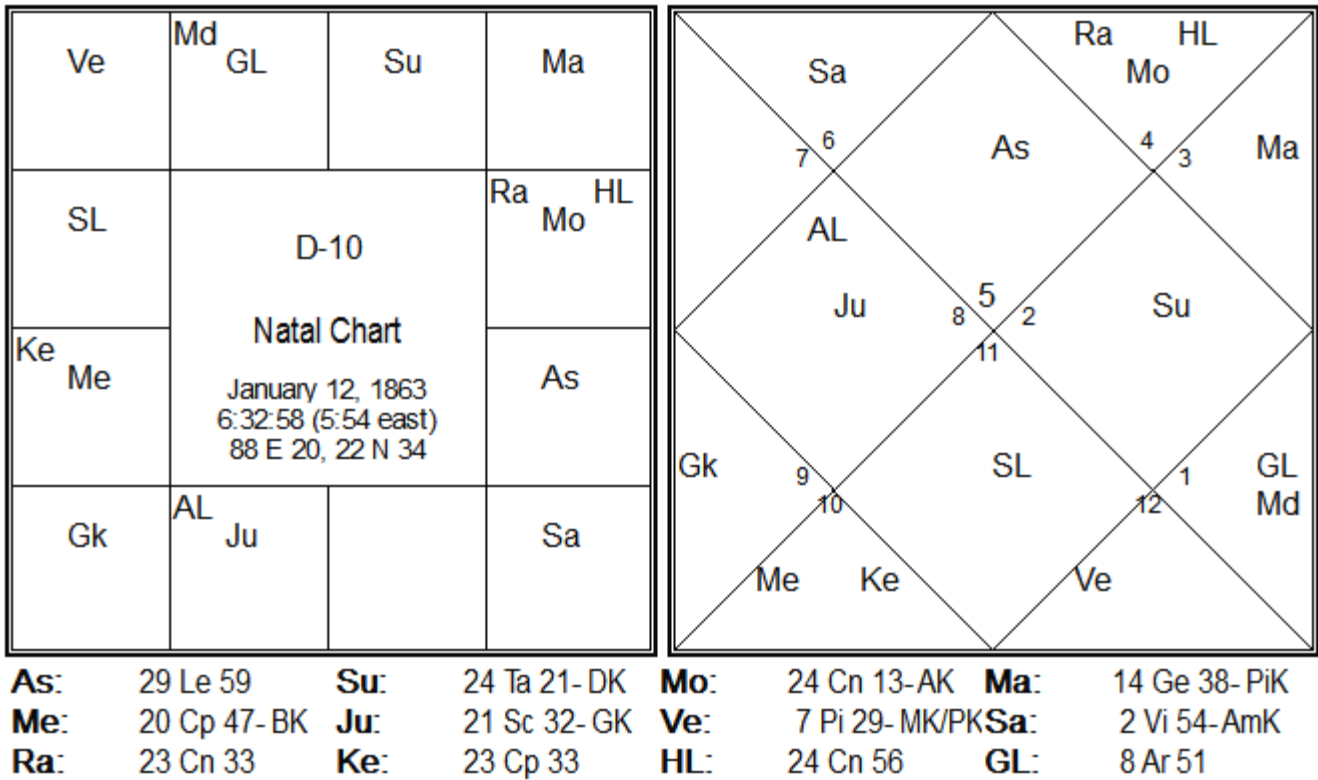 Ve Md GL Su Ma
SL Ra HL Mo
D-10
Natal Chart
January 12, 1863
6:32:58 (5:54 east)
88 E 20, 22 N 34
Ke Me As
Gk AL Ju Sa
Ra HL
Sa Mo
6 4
7 As 3 Ma
AL
5
Ju 8 2 Su
11
Gk 9 SL 1 GL
10 12 Md
Me Ke Ve
As: 29 Le 59 Su: 24 Ta 21- DK Mo: 24 Cn 13- AK Ma: 14 Ge 38- PiK
Me: 20 Cp 47- BK Ju: 21 Sc 32- GK Ve: 7 Pi 29- MK/PK Sa: 2 Vi 54- AmK
Ra: 23 Cn 33 Ke: 23 Cp 33 HL: 24 Cn 56 GL: 8 Ar 51